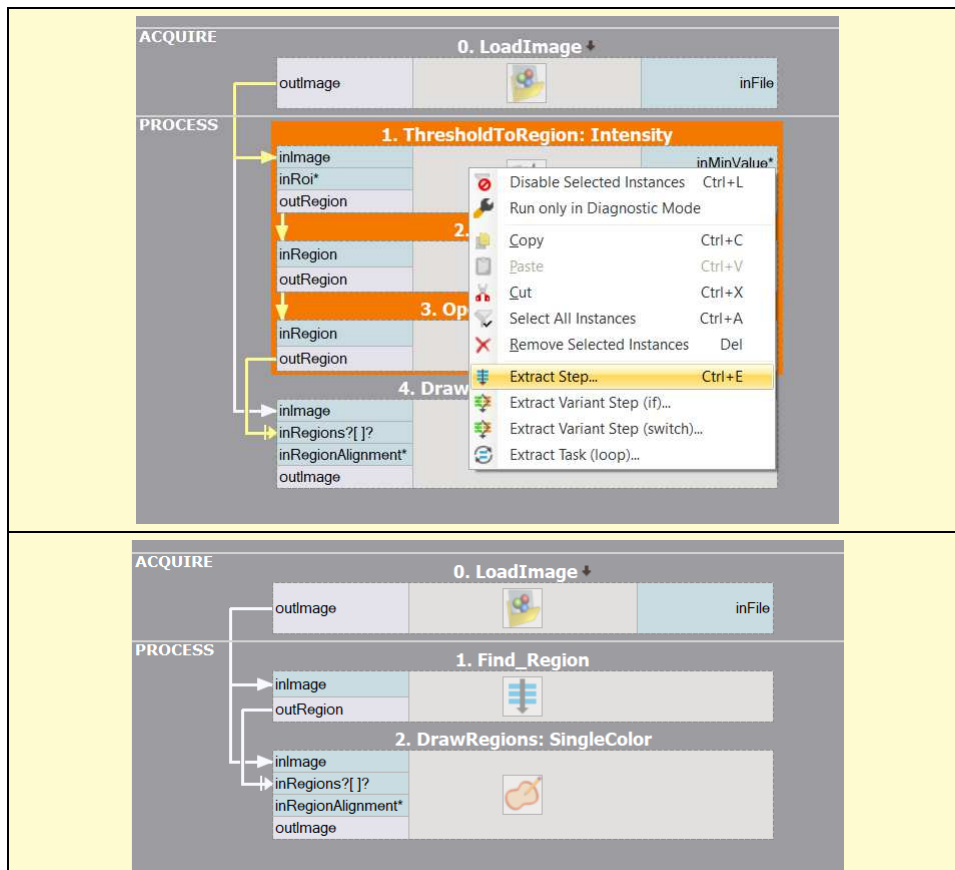 ACQUIRE
0. LoadImage
outImage
inFile
PROCESS
1. ThresholdToRegion: Intensity
inImage
inMinValue*
inRoi*
outRegion
2.
inRegion
outRegion
3. Op
inRegion
outRegion
4. Draw
inImage
inRegions?[ ]?
inRegionAlignment*
outImage
Disable Selected Instances Ctrl+L
Run only in Diagnostic Mode
Copy Ctrl+C
Paste Ctrl+V
Cut Ctrl+X
Select All Instances Ctrl+A
Remove Selected Instances Del
Extract Step... Ctrl+E
Extract Variant Step (if)...
Extract Variant Step (switch)...
Extract Task (loop)...
ACQUIRE
0. LoadImage
outImage
inFile
PROCESS
1. Find_Region
inImage
outRegion
2. DrawRegions: SingleColor
inImage
inRegions?[ ]?
inRegionAlignment*
outImage